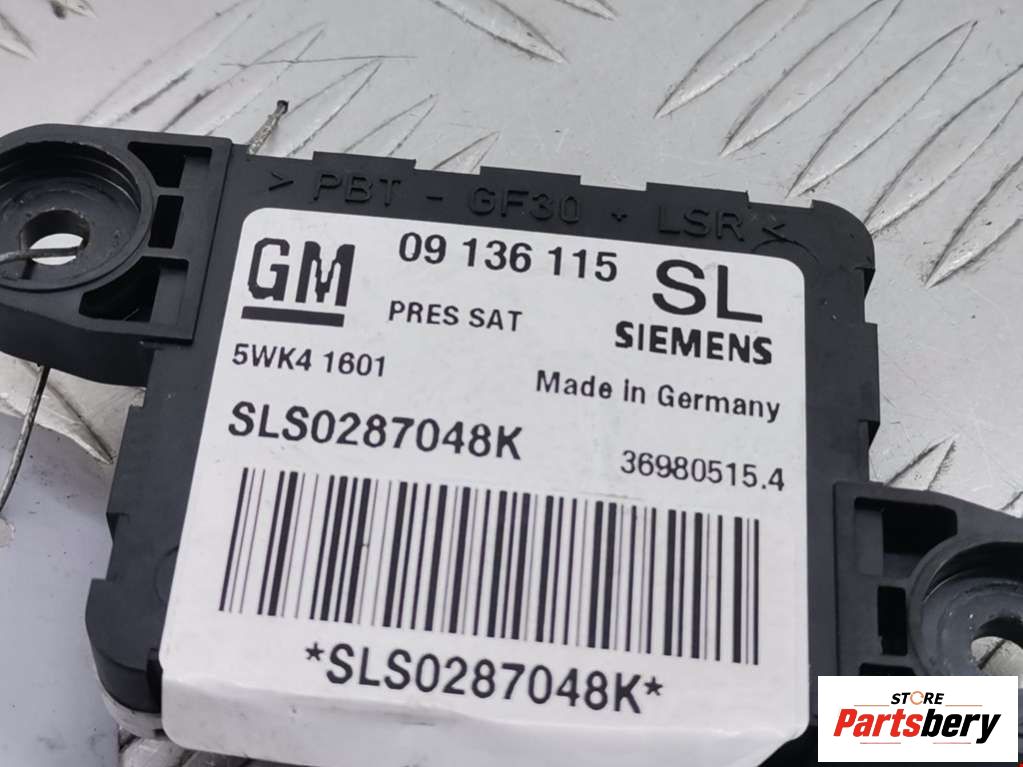 > PBT - GF30 + LSR <
GM 09 136 115 SL
PRES SAT SIEMENS
5WK4 1601 Made in Germany
SLS0287048K 36980515.4
*SLS0287048K*
STORE
Partsbery